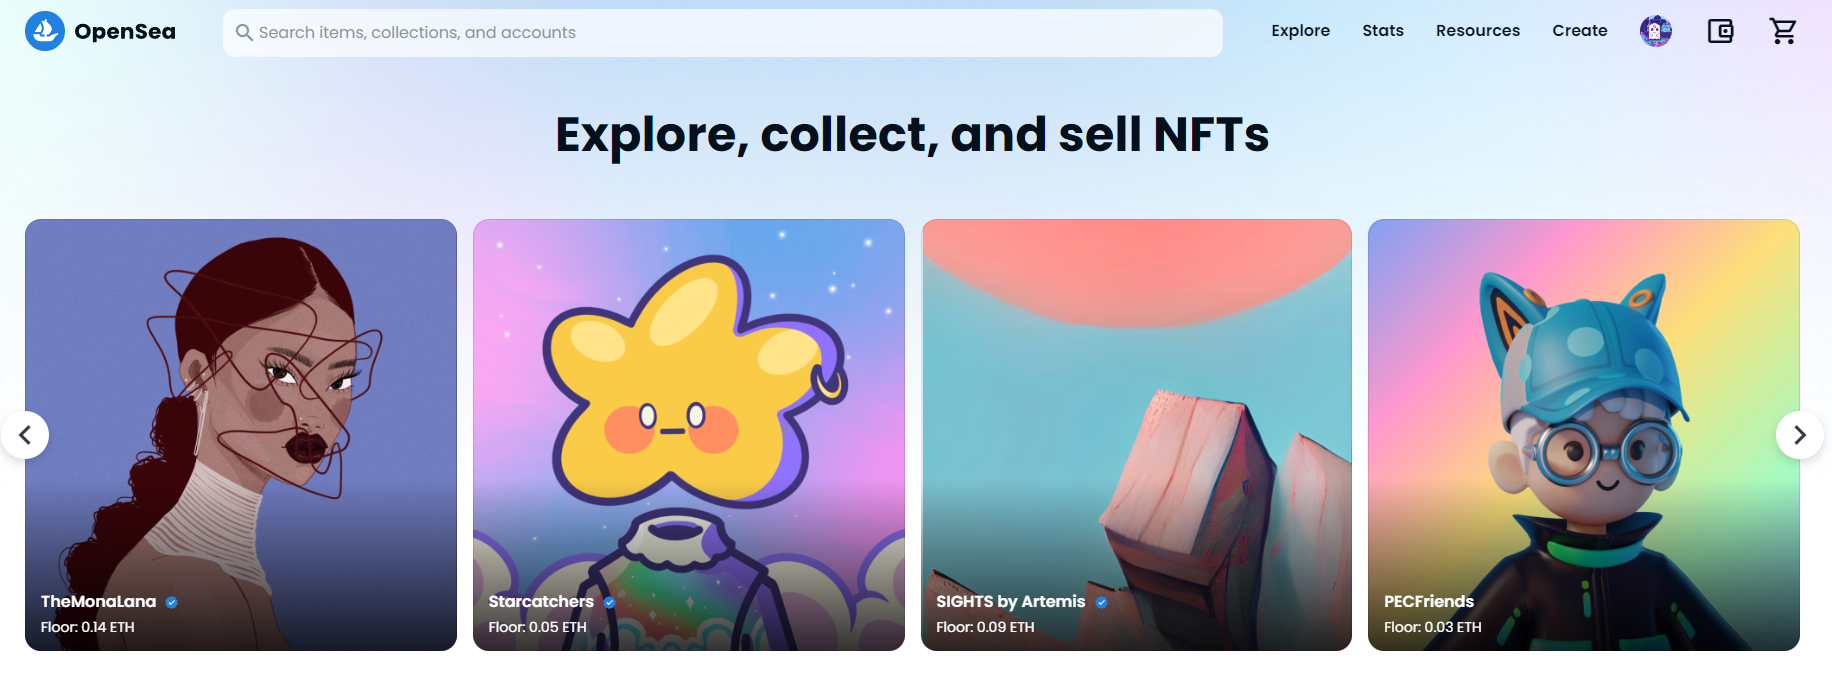 OpenSea
Search items, collections, and accounts
Explore
Stats
Resources
Create
Explore, collect, and sell NFTs
TheMonaLana
Floor: 0.14 ETH
Starcatchers
Floor: 0.05 ETH
SIGHTS by Artemis
Floor: 0.09 ETH
PECFriends
Floor: 0.03 ETH